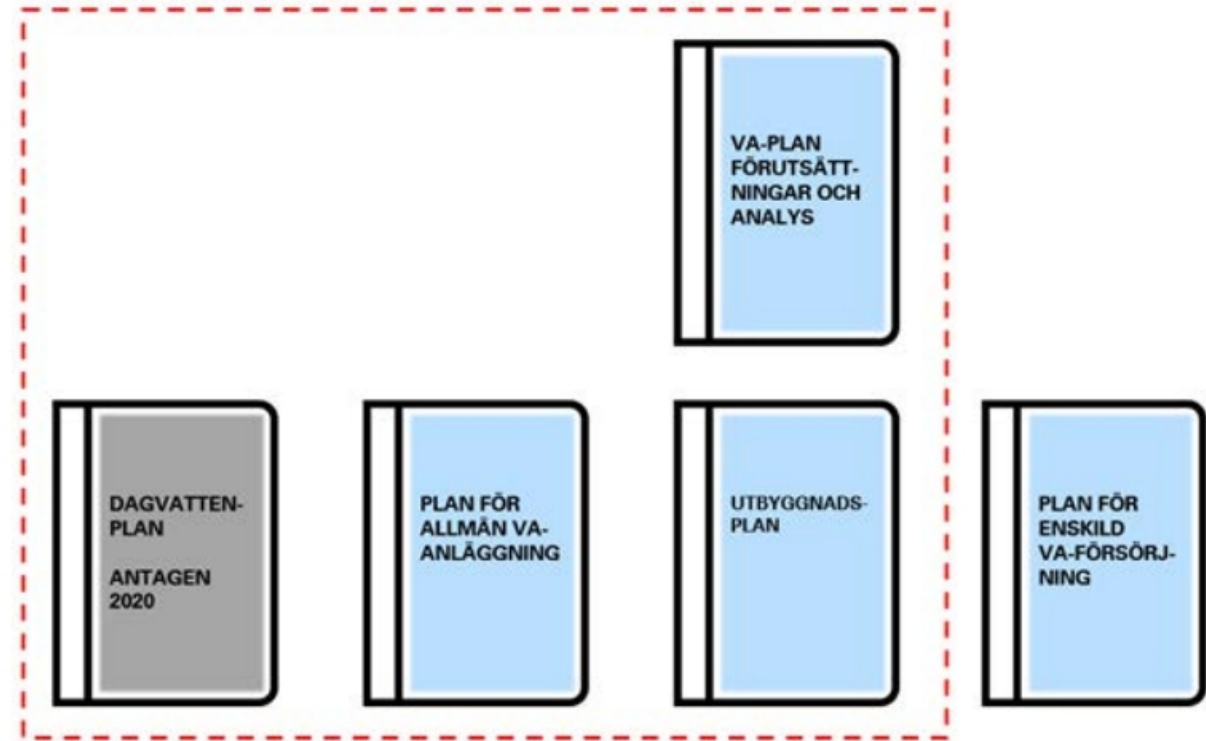 VA-PLAN
FÖRUTSÄTT-
NINGAR OCH
ANALYS
DAGVATTEN-
PLAN
ANTAGEN
2020
PLAN FÖR
ALLMÄN VA-
ANLÄGGNING
UTBYGGNADS-
PLAN
PLAN FÖR
ENSKILD
VA-FÖRSÖRJ-
NING